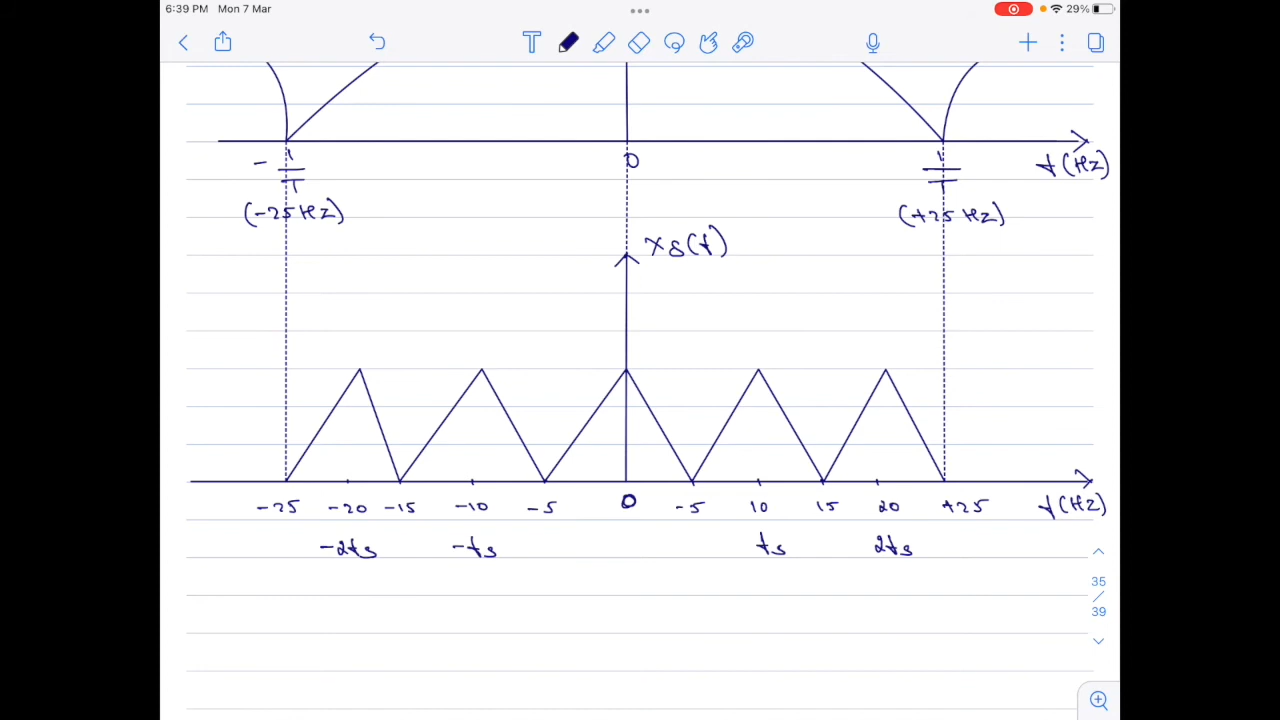 6:39 PM Mon 7 Mar
29%
- 1/T
0
1/T
f(Hz)
(-25 Hz)
(+25 Hz)
Xδ(f)
-25 -20 -15 -10 -5 0 -5 10 15 20 +25 f(Hz)
-2fs -fs fs 2fs
35
/
39